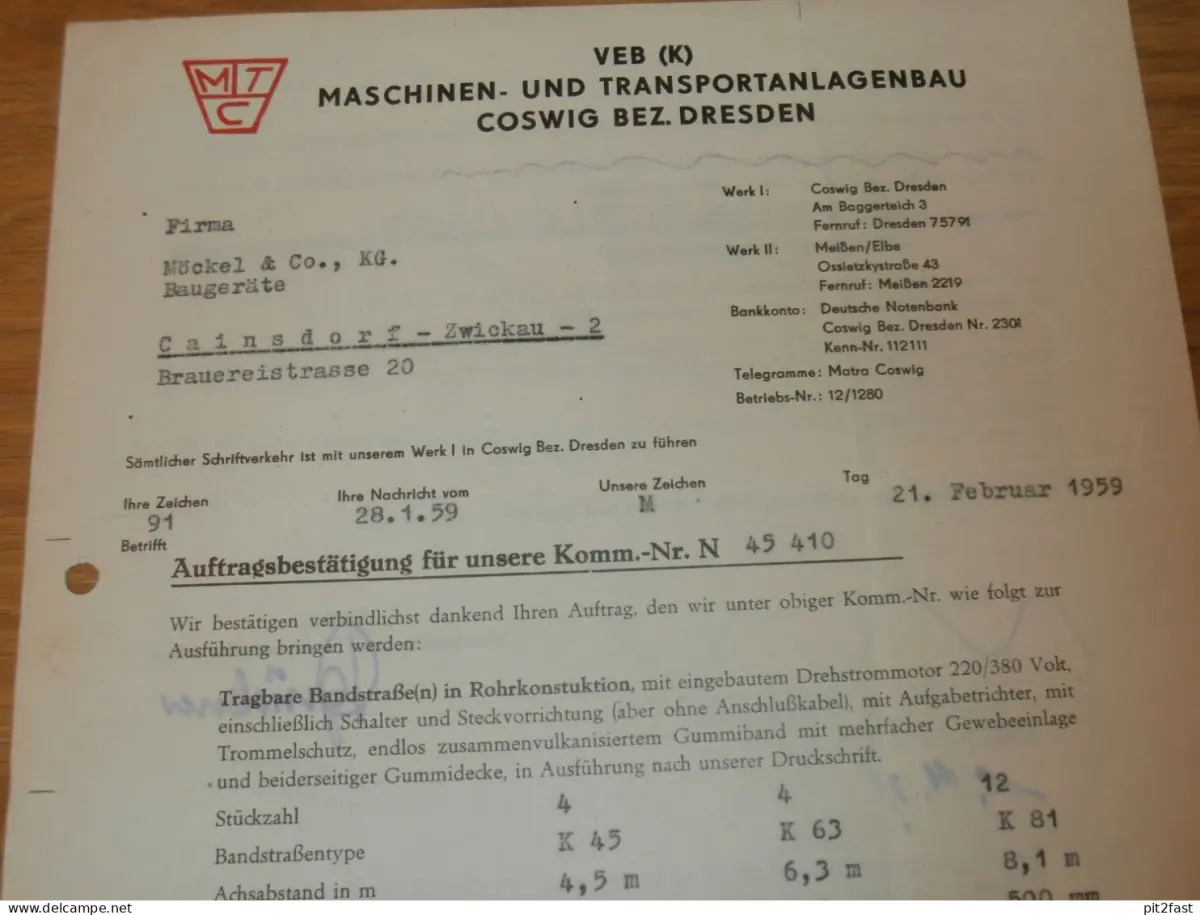 MTC
VEB (K)
MASCHINEN- UND TRANSPORTANLAGENBAU
COSWIG BEZ. DRESDEN
Firma
Möckel & Co., KG.
Baugeräte
Cainsdorf - Zwickau - 2
Brauereistrasse 20
Werk I: Coswig Bez. Dresden
Am Baggerteich 3
Fernruf: Dresden 75791
Werk II: Meißen/Elbe
Ossietzkystraße 43
Fernruf: Meißen 2219
Bankkonto: Deutsche Notenbank
Coswig Bez. Dresden Nr. 2301
Kenn-Nr. 112111
Telegramme: Matra Coswig
Betriebs-Nr.: 12/1280
Sämtlicher Schriftverkehr ist mit unserem Werk I in Coswig Bez. Dresden zu führen
Ihre Zeichen Ihre Nachricht vom Unsere Zeichen Tag
91 28.1.59 M 21. Februar 1959
Betrifft
Auftragsbestätigung für unsere Komm.-Nr. N 45 410
Wir bestätigen verbindlichst dankend Ihren Auftrag, den wir unter obiger Komm.-Nr. wie folgt zur
Ausführung bringen werden:
Tragbare Bandstraße(n) in Rohrkonstuktion, mit eingebautem Drehstrommotor 220/380 Volt,
einschließlich Schalter und Steckvorrichtung (aber ohne Anschlußkabel), mit Aufgabetrichter, mit
Trommelschutz, endlos zusammenvulkanisiertem Gummiband mit mehrfacher Gewebeeinlage
und beiderseitiger Gummidecke, in Ausführung nach unserer Druckschrift.
Stückzahl 4 4 12
Bandstraßentype K 45 K 63 K 81
Achsabstand in m 4,5 m 6,3 m 8,1 m
500 mm
www.delcampe.net
pit2fast